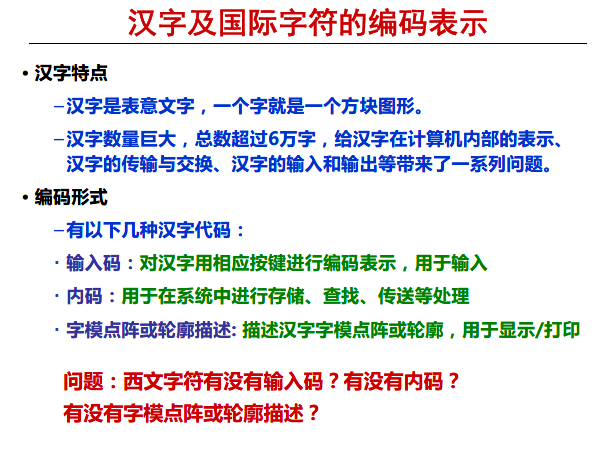 汉字及国际字符的编码表示
• 汉字特点
–汉字是表意文字，一个字就是一个方块图形。
–汉字数量巨大，总数超过6万字，给汉字在计算机内部的表示、
汉字的传输与交换、汉字的输入和输出等带来了一系列问题。
• 编码形式
–有以下几种汉字代码：
· 输入码：对汉字用相应按键进行编码表示，用于输入
· 内码：用于在系统中进行存储、查找、传送等处理
· 字模点阵或轮廓描述: 描述汉字字模点阵或轮廓，用于显示/打印
问题：西文字符有没有输入码？有没有内码？
有没有字模点阵或轮廓描述？